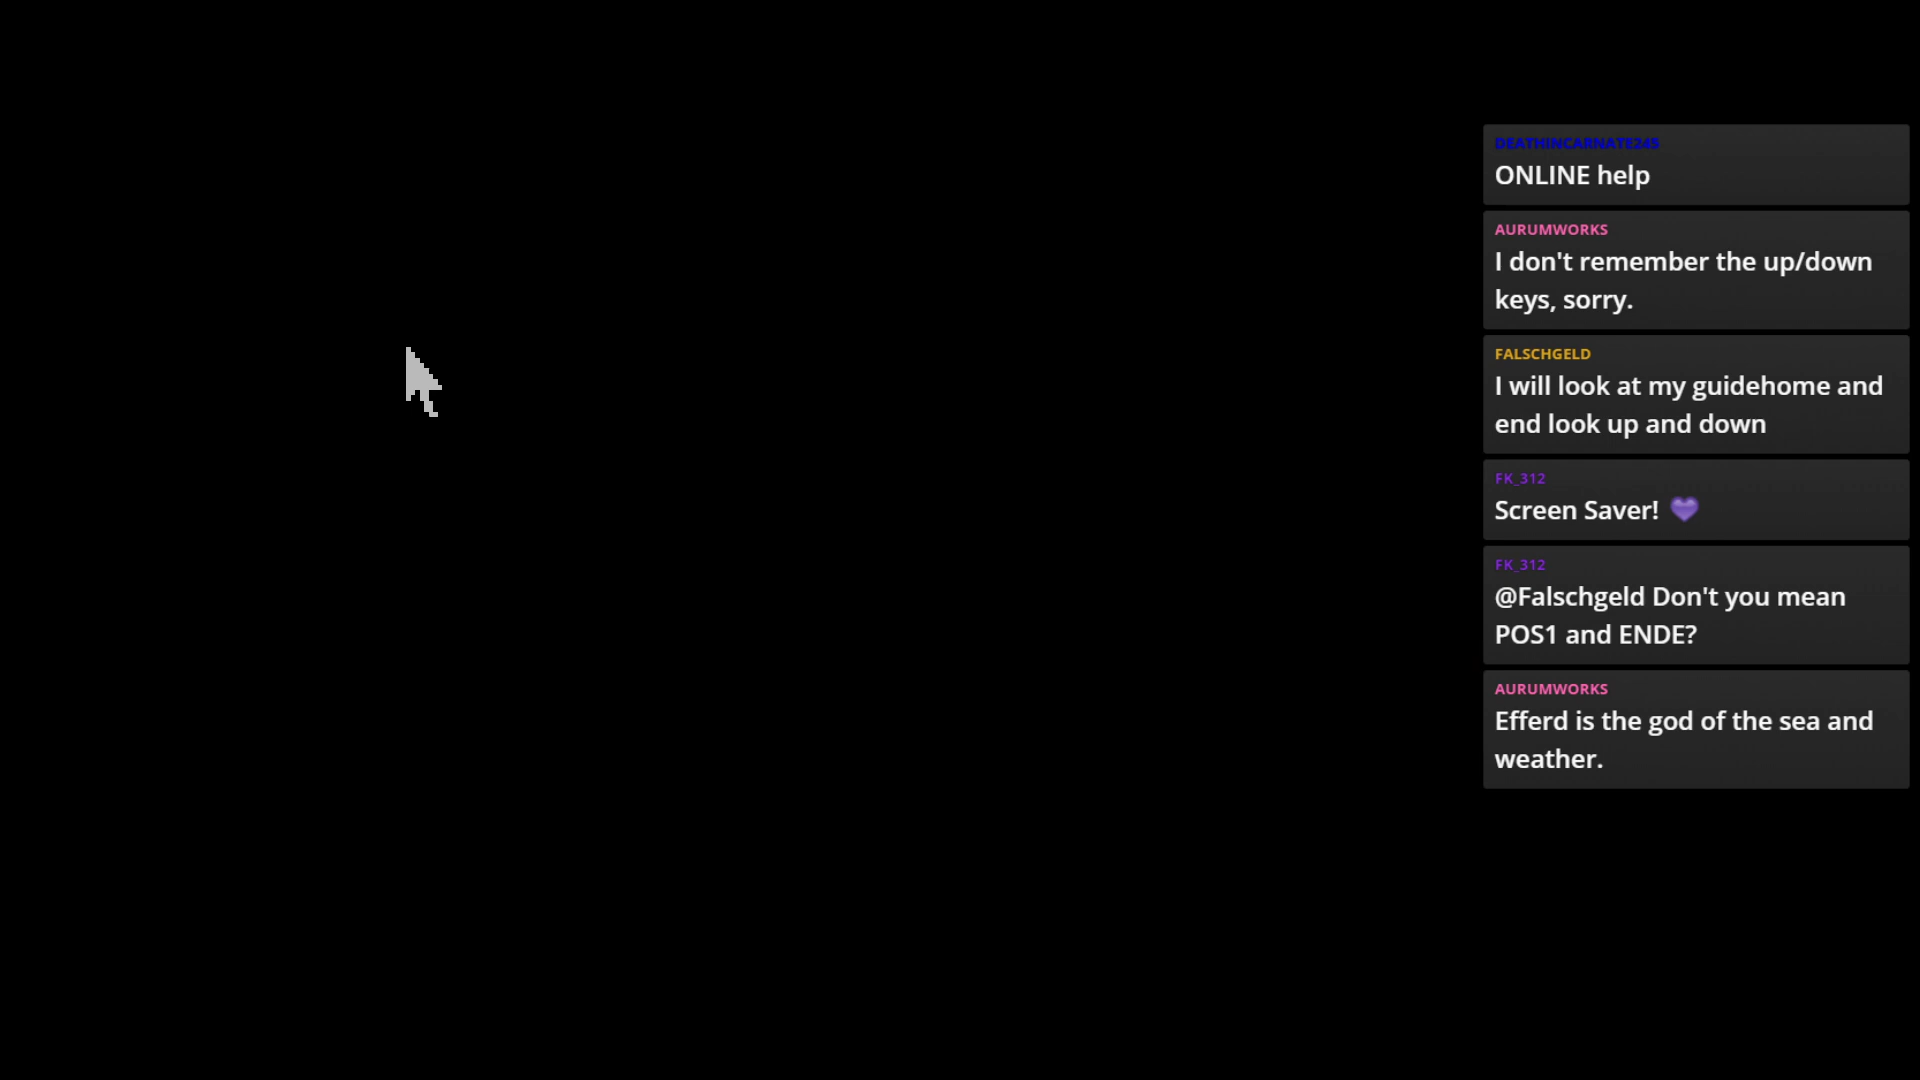 DEATHINCARNATE245
ONLINE help
AURUMWORKS
I don't remember the up/down
keys, sorry.
FALSCHGELD
I will look at my guidehome and
end look up and down
FK_312
Screen Saver! 💜
FK_312
@Falschgeld Don't you mean
POS1 and ENDE?
AURUMWORKS
Efferd is the god of the sea and
weather.